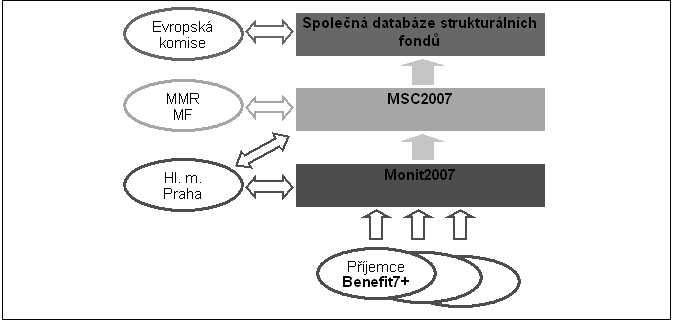 Evropská
komise
Společná databáze strukturálních
fondů
MMR
MF
MSC2007
Hl. m.
Praha
Monit2007
Příjemce
Benefit7+